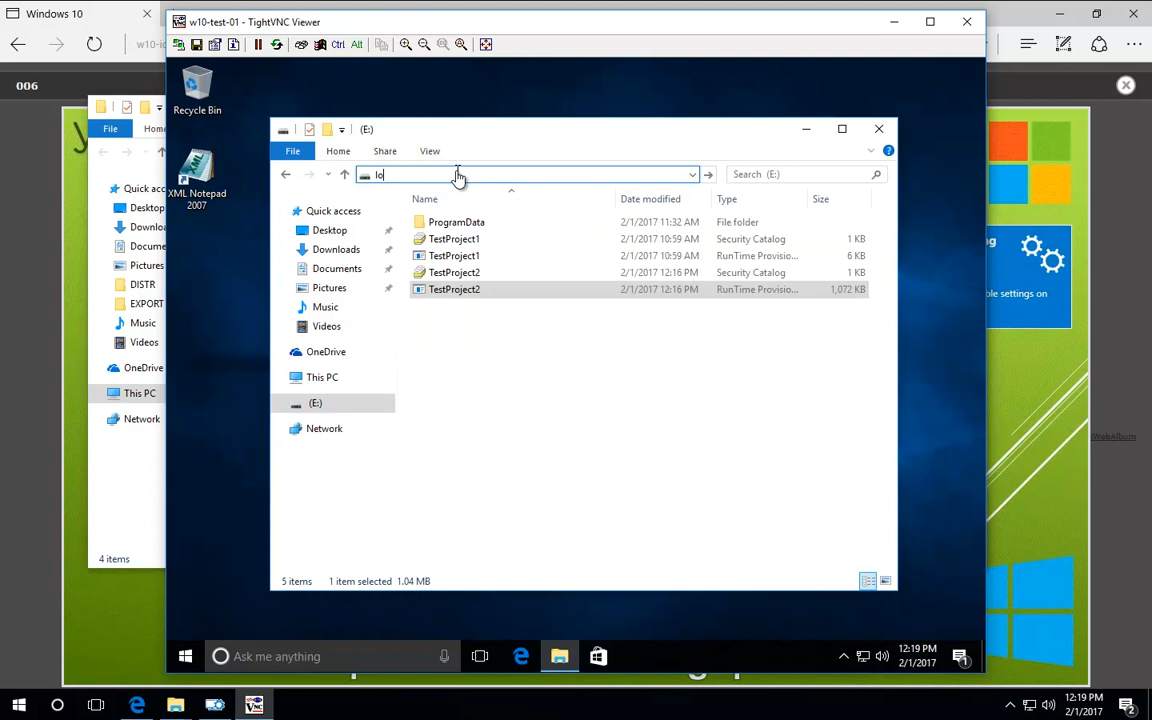 Windows 10
w10-test-01 - TightVNC Viewer
Ctrl Alt
006
Recycle Bin
XML Notepad
2007
(E:)
File Home Share View
lo
Search (E:)
Name Date modified Type Size
ProgramData 2/1/2017 11:32 AM File folder
TestProject1 2/1/2017 10:59 AM Security Catalog 1 KB
TestProject1 2/1/2017 10:59 AM RunTime Provisio... 6 KB
TestProject2 2/1/2017 12:16 PM Security Catalog 1 KB
TestProject2 2/1/2017 12:16 PM RunTime Provisio... 1,072 KB
Quick access
Desktop
Downloads
Documents
Pictures
Music
Videos
OneDrive
This PC
(E:)
Network
5 items 1 item selected 1.04 MB
File Home
Quick acc
Desktop
Downloa
Docume
Pictures
DISTR
EXPORT
Music
Videos
OneDrive
This PC
Network
4 items
ng
ble settings on
WebAlbum
Ask me anything
12:19 PM
2/1/2017
1
12:19 PM
2/1/2017
2